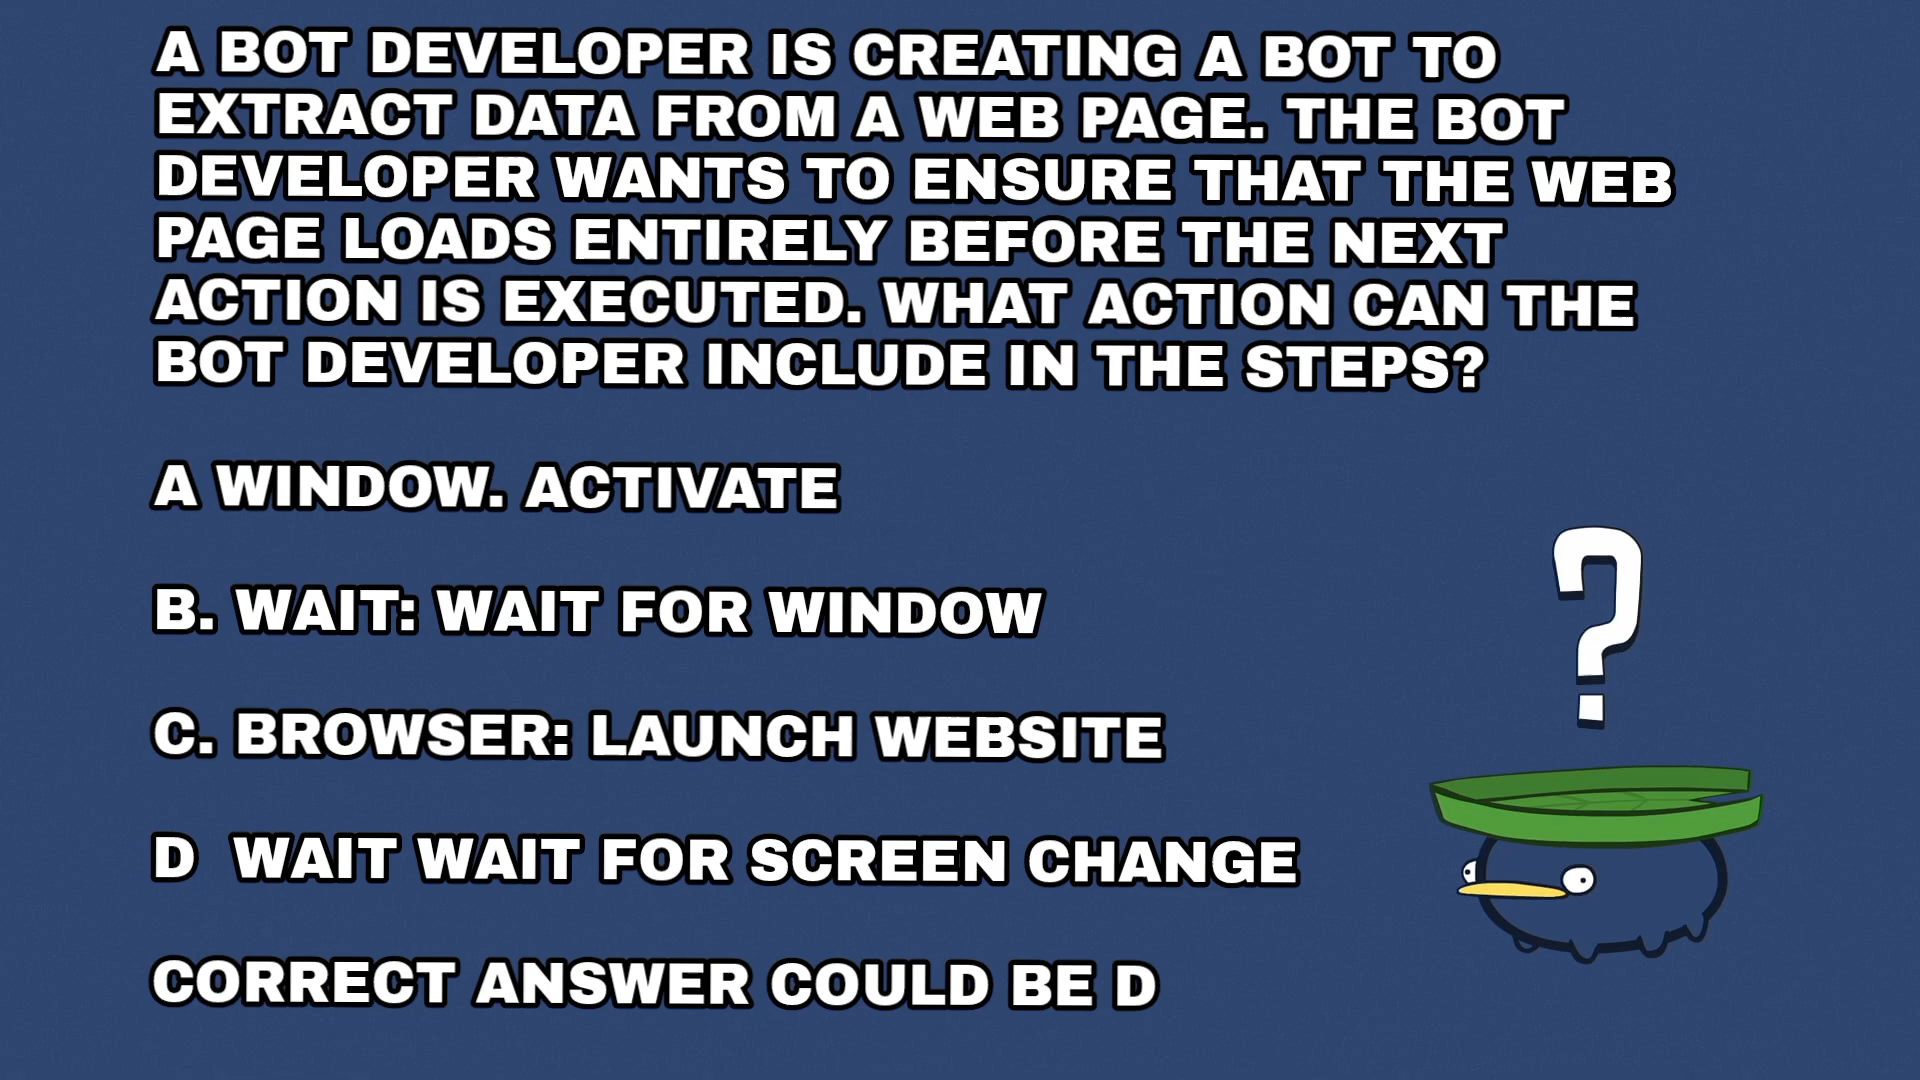 A BOT DEVELOPER IS CREATING A BOT TO
EXTRACT DATA FROM A WEB PAGE. THE BOT
DEVELOPER WANTS TO ENSURE THAT THE WEB
PAGE LOADS ENTIRELY BEFORE THE NEXT
ACTION IS EXECUTED. WHAT ACTION CAN THE
BOT DEVELOPER INCLUDE IN THE STEPS?
A WINDOW. ACTIVATE
B. WAIT: WAIT FOR WINDOW
C. BROWSER: LAUNCH WEBSITE
D  WAIT WAIT FOR SCREEN CHANGE
CORRECT ANSWER COULD BE D
?